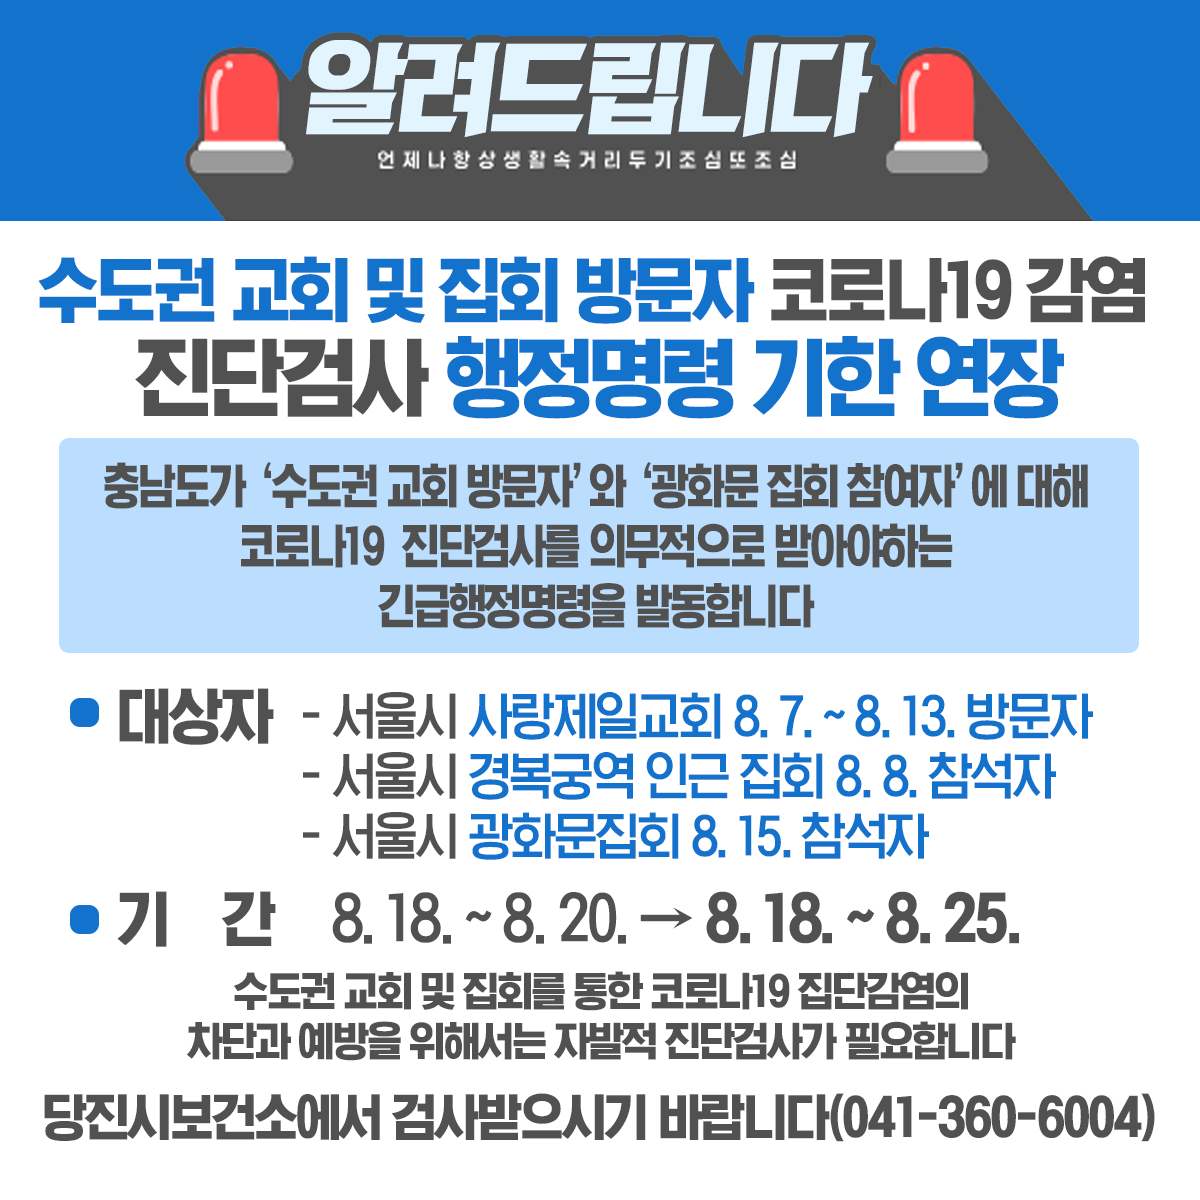 알려드립니다
언제나항상생활속거리두기조심또조심
수도권 교회 및 집회 방문자 코로나19 감염
진단검사 행정명령 기한 연장
충남도가 ‘수도권 교회 방문자’와 ‘광화문 집회 참여자’에 대해
코로나19 진단검사를 의무적으로 받아야하는
긴급행정명령을 발동합니다
대상자 - 서울시 사랑제일교회 8. 7. ~ 8. 13. 방문자
- 서울시 경복궁역 인근 집회 8. 8. 참석자
- 서울시 광화문집회 8. 15. 참석자
기 간 8. 18. ~ 8. 20. → 8. 18. ~ 8. 25.
수도권 교회 및 집회를 통한 코로나19 집단감염의
차단과 예방을 위해서는 자발적 진단검사가 필요합니다
당진시보건소에서 검사받으시기 바랍니다(041-360-6004)